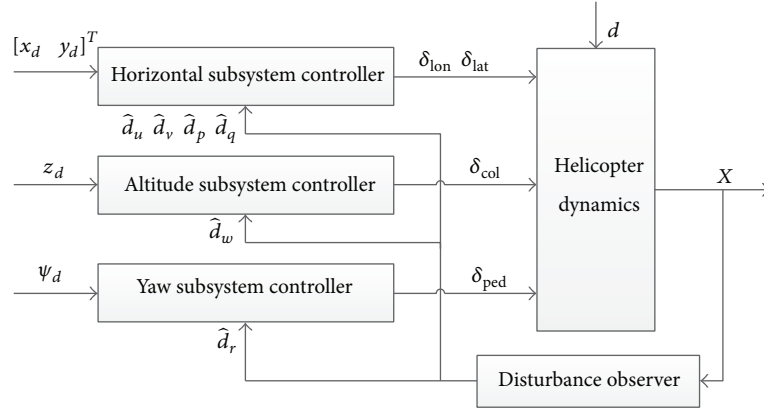 [x_d y_d]^T
d
Horizontal subsystem controller
δ_lon δ_lat
d̂_u d̂_v d̂_p d̂_q
z_d
Altitude subsystem controller
δ_col
Helicopter
dynamics
X
d̂_w
ψ_d
Yaw subsystem controller
δ_ped
d̂_r
Disturbance observer